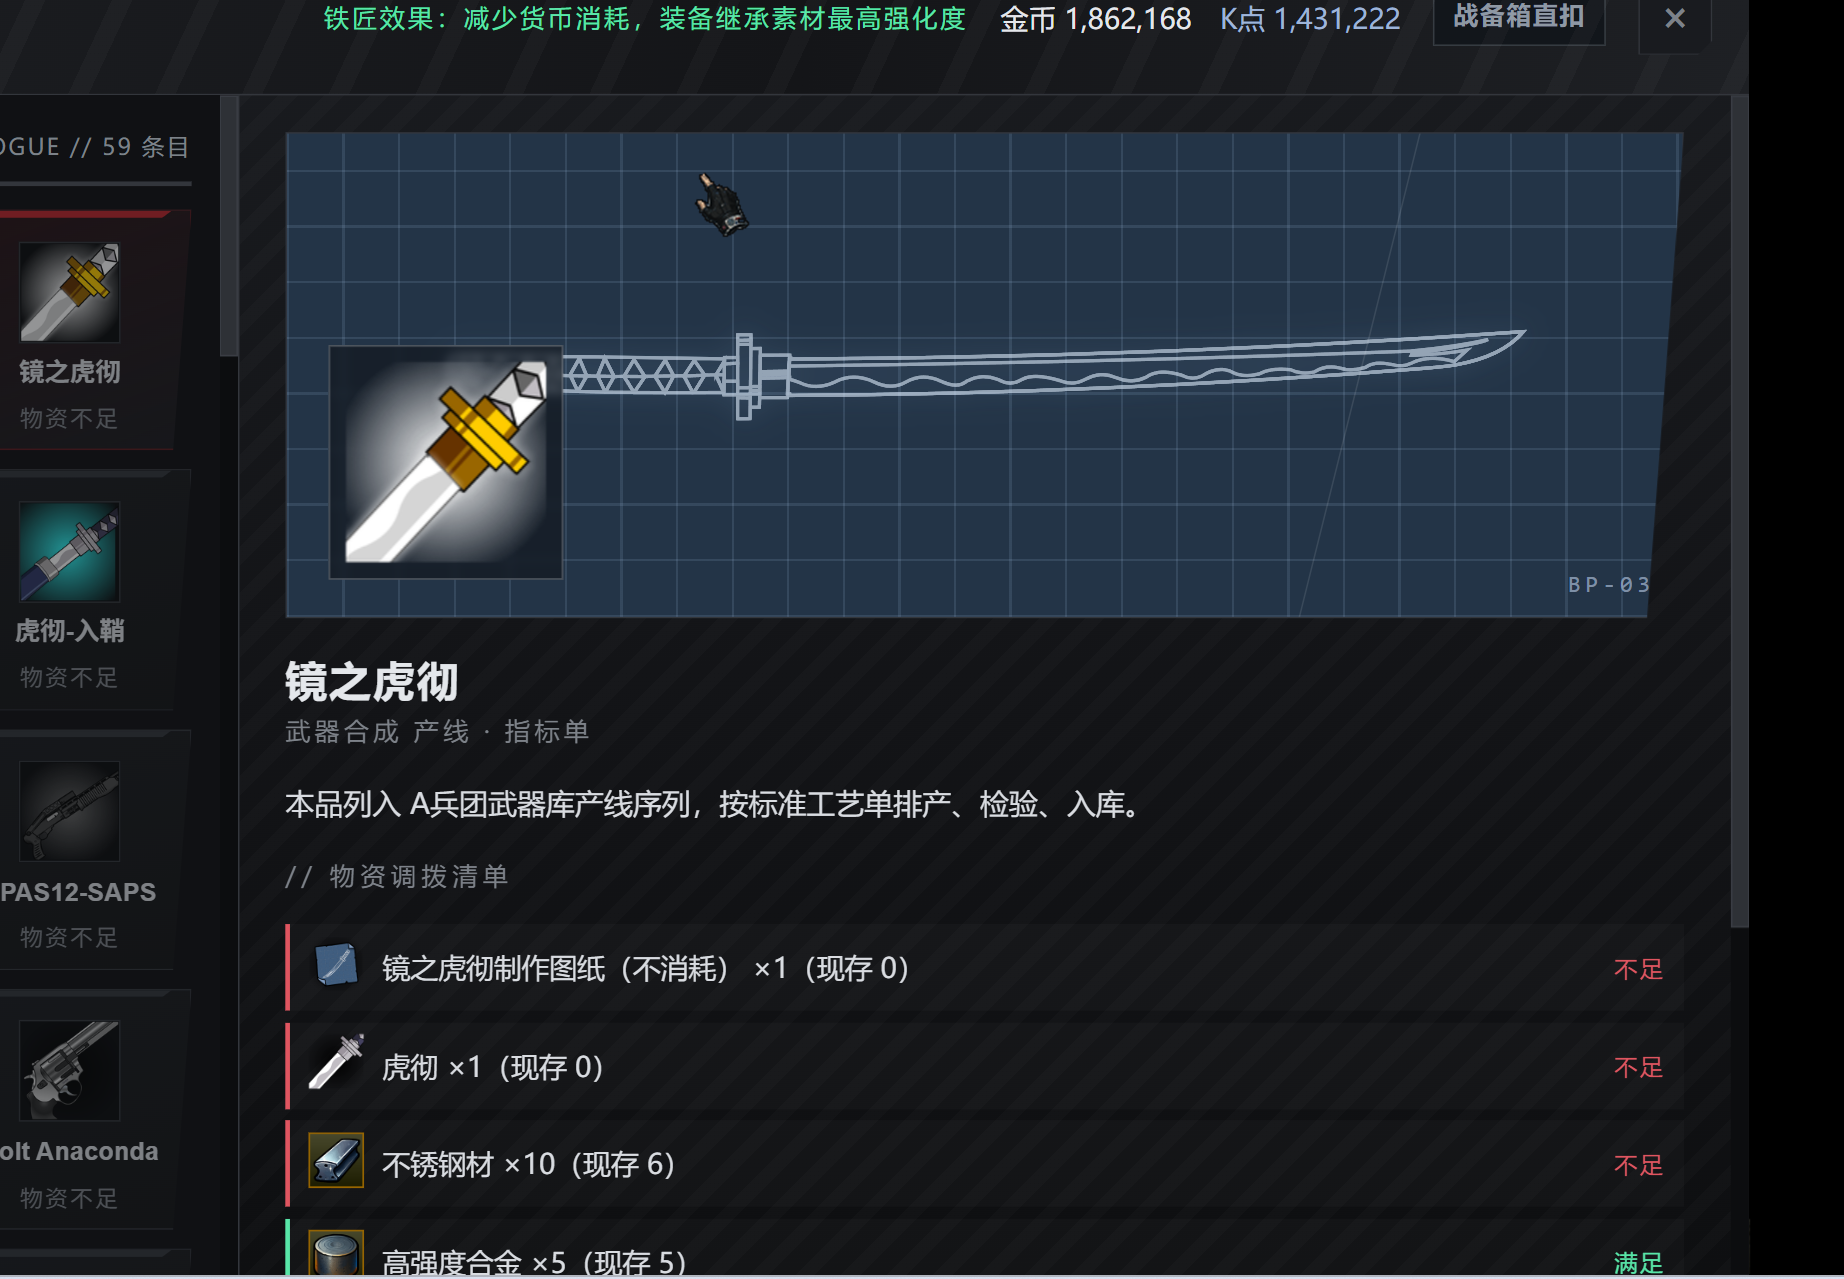 铁匠效果：减少货币消耗，装备继承素材最高强化度 金币 1,862,168 K点 1,431,222 战备箱直扣 ×
OGUE // 59 条目
镜之虎彻
物资不足
虎彻-入鞘
物资不足
PAS12-SAPS
物资不足
olt Anaconda
物资不足
BP-03
镜之虎彻
武器合成 产线 · 指标单
本品列入 A兵团武器库产线序列，按标准工艺单排产、检验、入库。
// 物资调拨清单
镜之虎彻制作图纸（不消耗） ×1（现存 0） 不足
虎彻 ×1（现存 0） 不足
不锈钢材 ×10（现存 6） 不足
高强度合金 ×5（现存 5） 满足